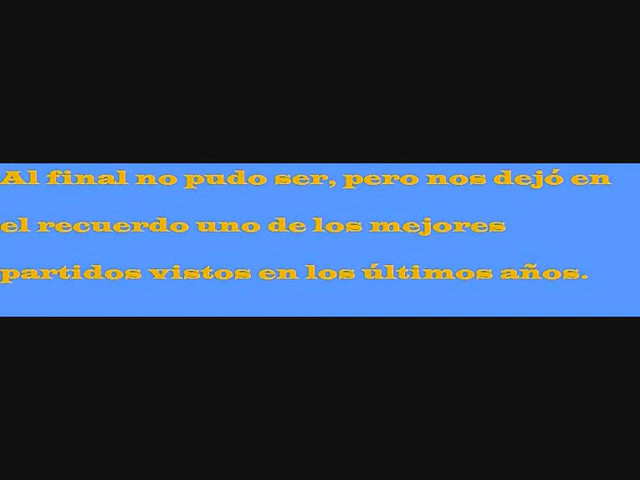 Al final no pudo ser, pero nos dejó en
el recuerdo uno de los mejores
partidos vistos en los últimos años.